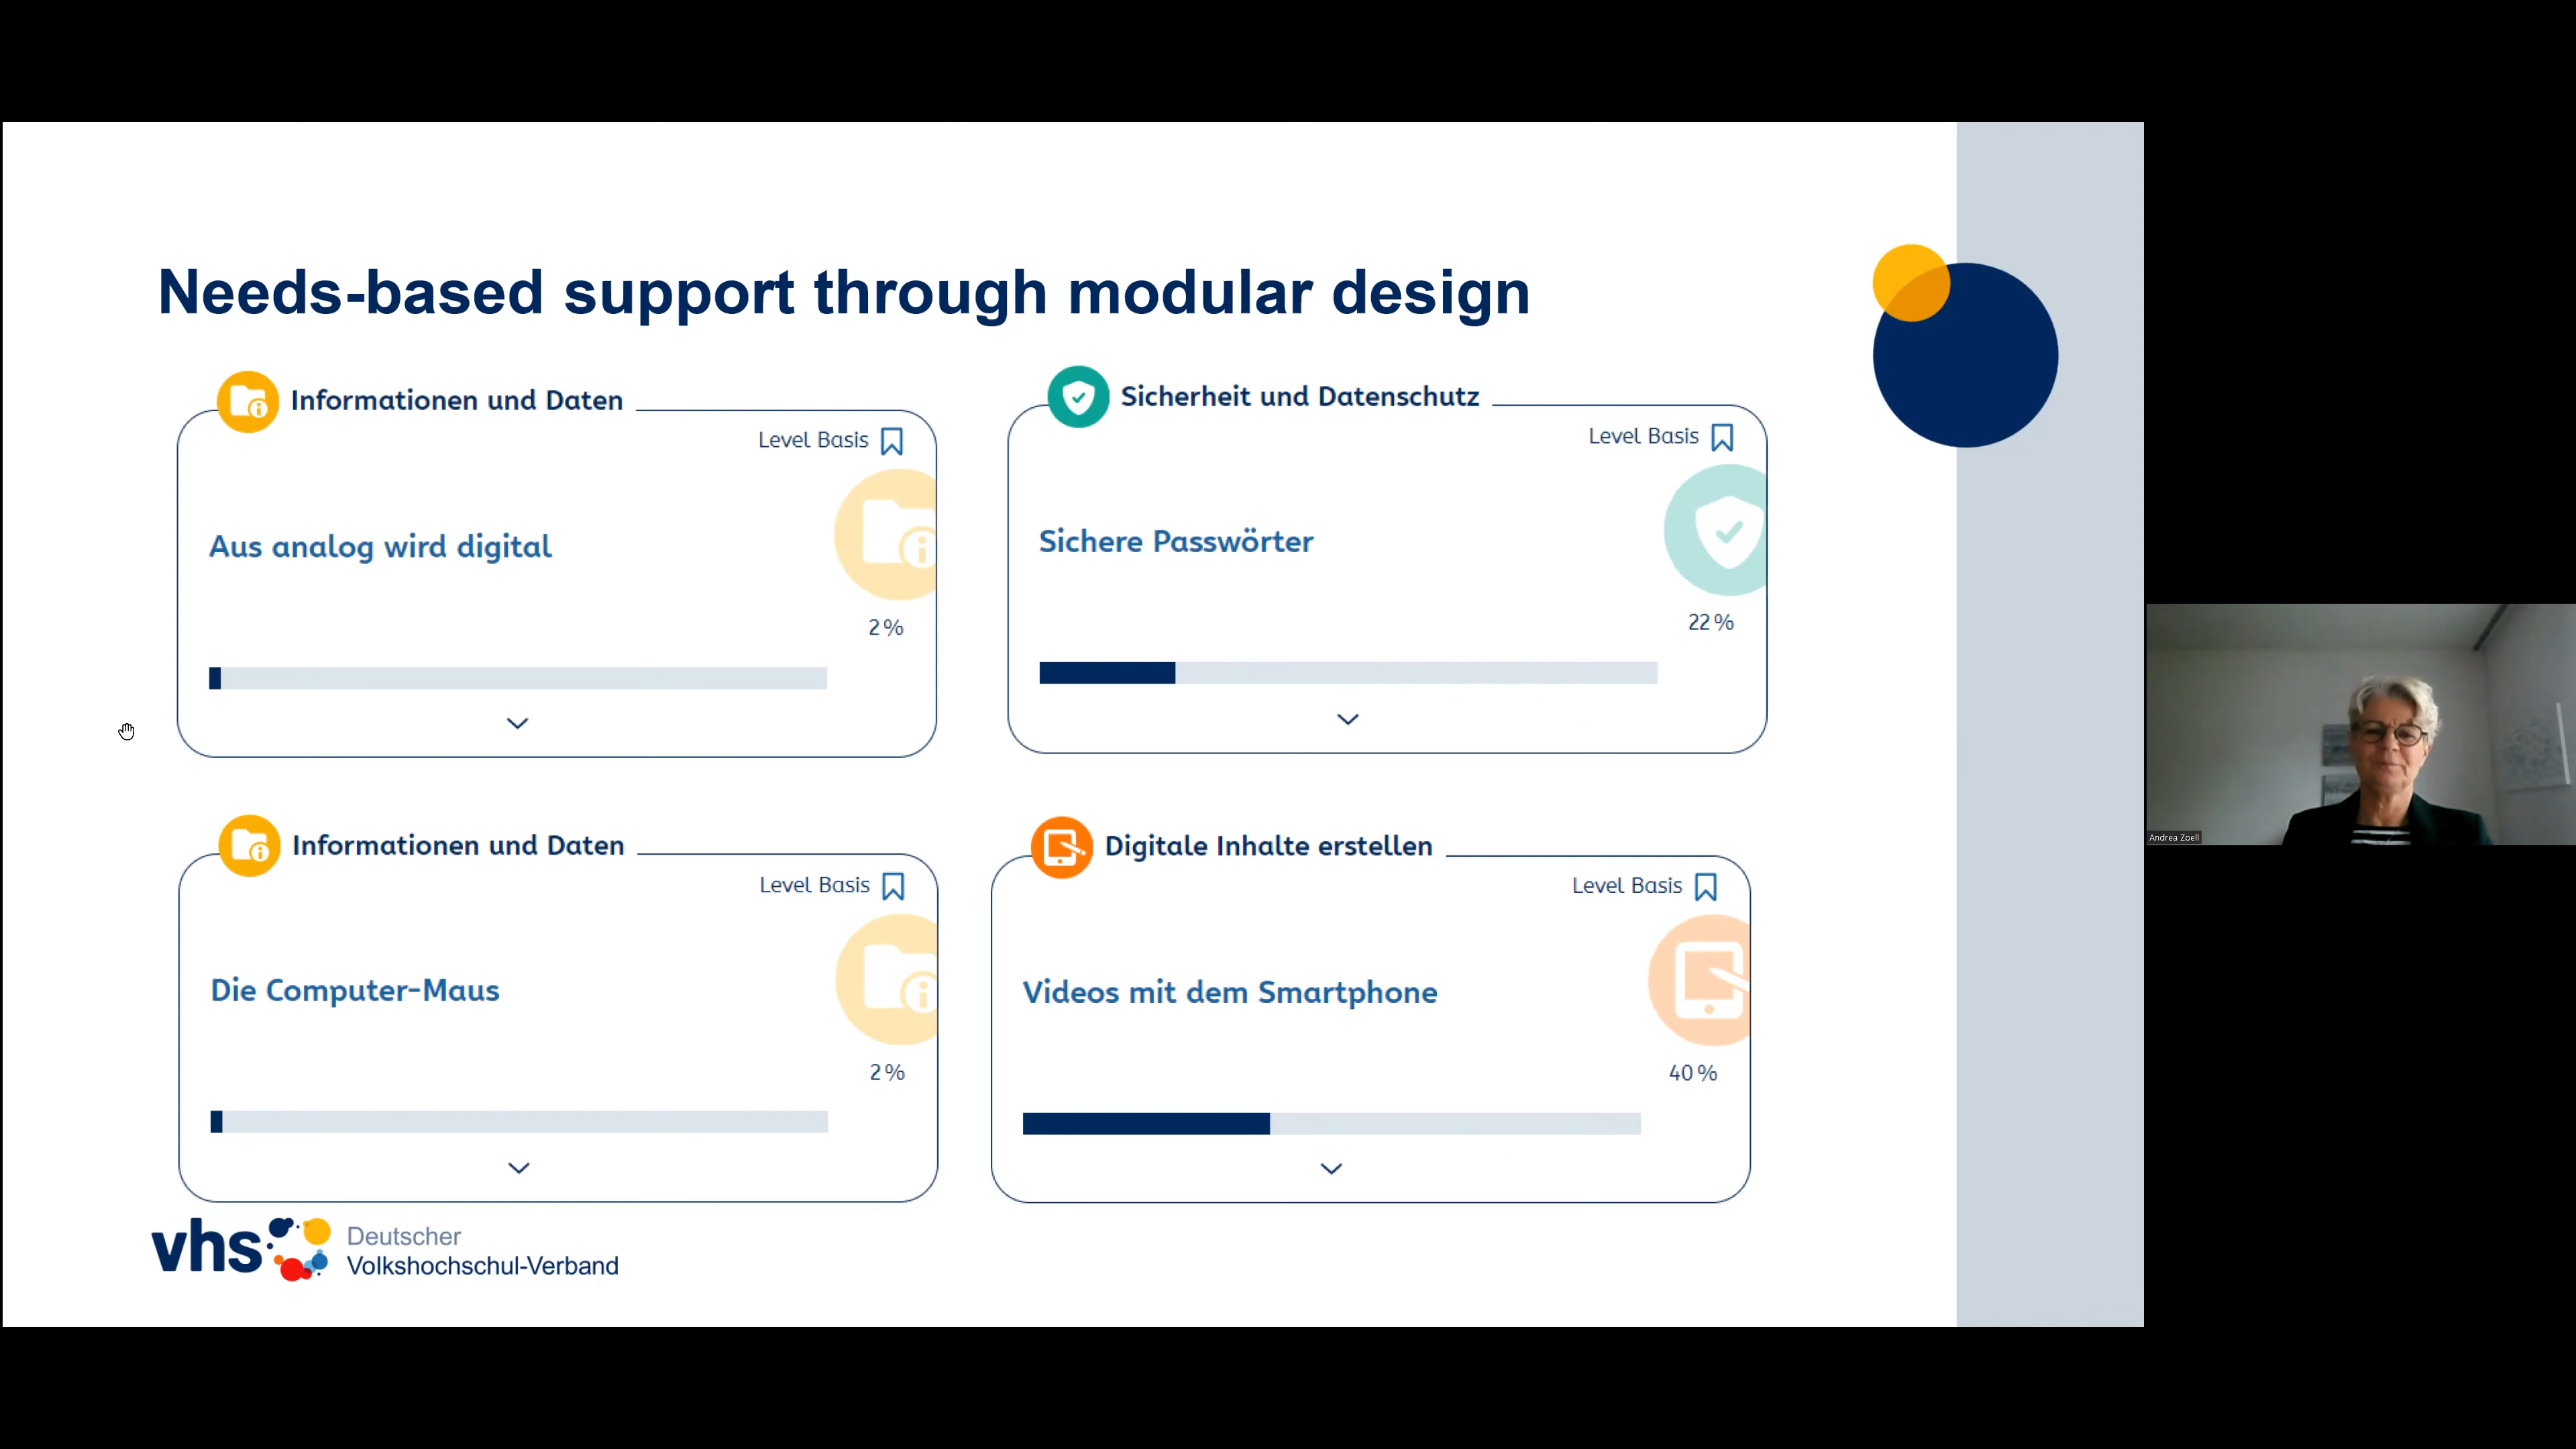 Needs-based support through modular design
Informationen und Daten
Level Basis
Aus analog wird digital
2 %
Sicherheit und Datenschutz
Level Basis
Sichere Passwörter
22 %
Informationen und Daten
Level Basis
Die Computer-Maus
2 %
Digitale Inhalte erstellen
Level Basis
Videos mit dem Smartphone
40 %
vhs
Deutscher
Volkshochschul-Verband
Andrea Zoell